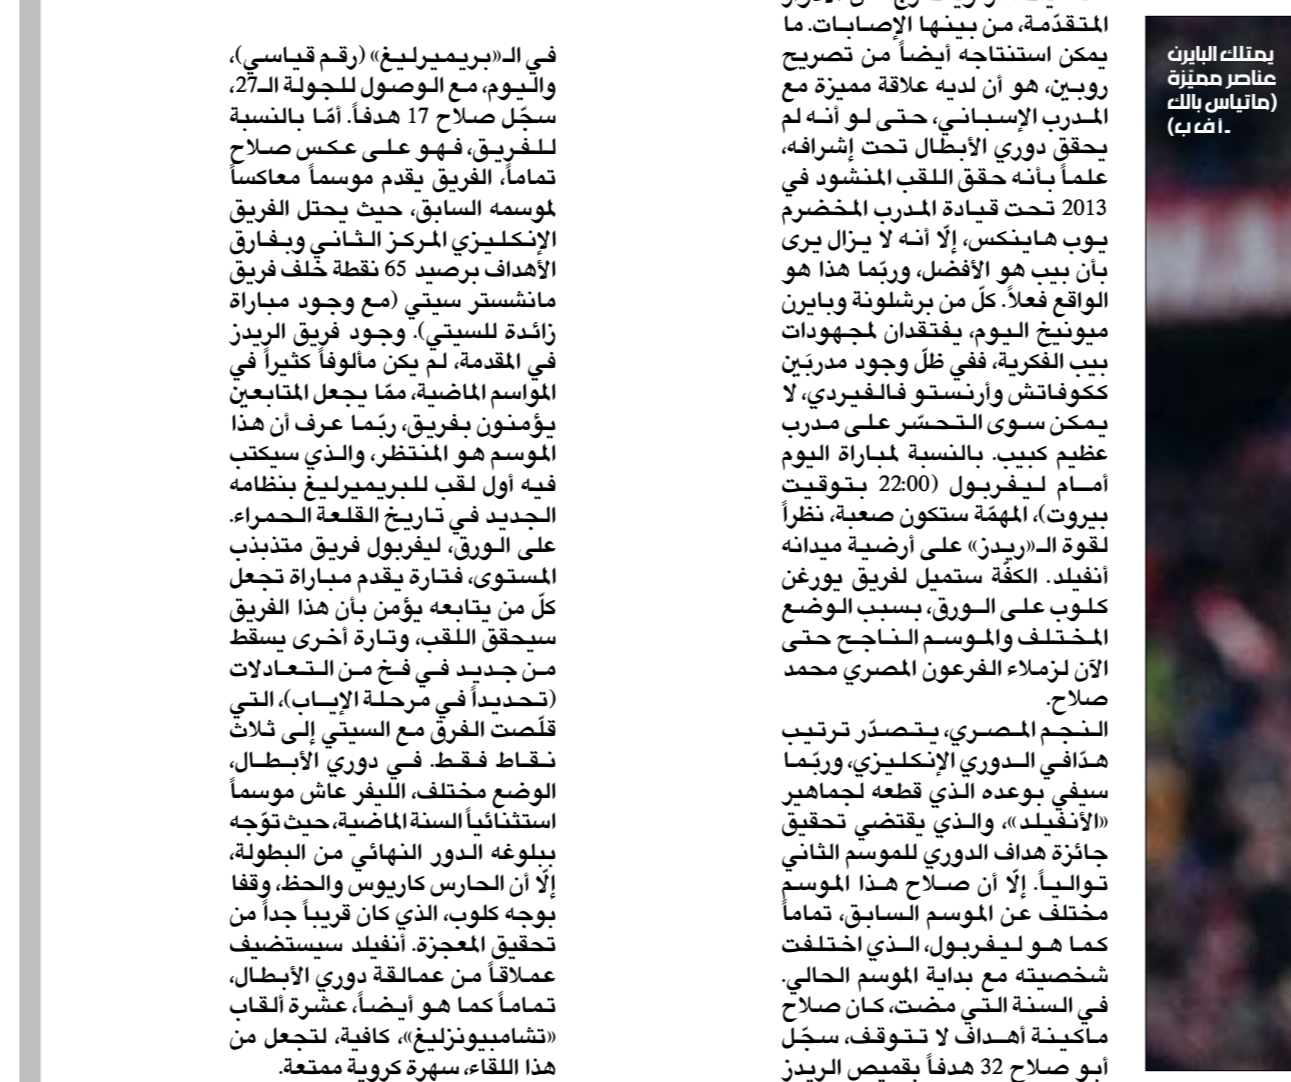 يمتلك البايرن
عناصر مميّزة
(ماتياس بالك
ـ أ ف ب)
المتقدّمة، من بينها الإصابات. ما
يمكن استنتاجه أيضاً من تصريح
روبين، هو أن لديه علاقة مميزة مع
المدرب الإسباني، حتى لو أنه لم
يحقق دوري الأبطال تحت إشرافه،
علماً بأنه حقق اللقب المنشود في
2013 تحت قيادة المدرب المخضرم
يوب هاينكس، إلّا أنه لا يزال يرى
بأن بيب هو الأفضل، وربّما هذا هو
الواقع فعلاً. كلّ من برشلونة وبايرن
ميونيخ اليوم، يفتقدان لمجهودات
بيب الفكرية، ففي ظلّ وجود مدربَين
ككوفاتش وأرنستو فالفيردي، لا
يمكن سوى التحسّر على مدرب
عظيم كبيب. بالنسبة لمباراة اليوم
أمام ليفربول (22:00 بتوقيت
بيروت)، المهمّة ستكون صعبة، نظراً
لقوة الـ«ريدز» على أرضية ميدانه
أنفيلد. الكفّة ستميل لفريق يورغن
كلوب على الورق، بسبب الوضع
المختلف والموسم الناجح حتى
الآن لزملاء الفرعون المصري محمد
صلاح.
النجم المصري، يتصدّر ترتيب
هدّافي الدوري الإنكليزي، وربّما
سيفي بوعده الذي قطعه لجماهير
«الأنفيلد»، والذي يقتضي تحقيق
جائزة هداف الدوري للموسم الثاني
توالياً. إلّا أن صلاح هذا الموسم
مختلف عن الموسم السابق، تماماً
كما هو ليفربول، الذي اختلفت
شخصيته مع بداية الموسم الحالي.
في السنة التي مضت، كان صلاح
ماكينة أهداف لا تتوقف، سجّل
أبو صلاح 32 هدفاً بقميص الريدز
في الـ«بريميرليغ» (رقم قياسي)،
واليوم، مع الوصول للجولة الـ27،
سجّل صلاح 17 هدفاً. أمّا بالنسبة
للفريق، فهو على عكس صلاح
تماماً، الفريق يقدم موسماً معاكساً
لموسمه السابق، حيث يحتل الفريق
الإنكليزي المركز الثاني وبفارق
الأهداف برصيد 65 نقطة خلف فريق
مانشستر سيتي (مع وجود مباراة
زائدة للسيتي). وجود فريق الريدز
في المقدمة، لم يكن مألوفاً كثيراً في
المواسم الماضية، ممّا يجعل المتابعين
يؤمنون بفريق، ربّما عرف أن هذا
الموسم هو المنتظر، والذي سيكتب
فيه أول لقب للبريميرليغ بنظامه
الجديد في تاريخ القلعة الحمراء.
على الورق، ليفربول فريق متذبذب
المستوى، فتارة يقدم مباراة تجعل
كلّ من يتابعه يؤمن بأن هذا الفريق
سيحقق اللقب، وتارة أخرى يسقط
من جديد في فخ من التعادلات
(تحديداً في مرحلة الإياب)، التي
قلّصت الفرق مع السيتي إلى ثلاث
نقاط فقط. في دوري الأبطال،
الوضع مختلف، الليفر عاش موسماً
استثنائياً السنة الماضية، حيث توّجه
ببلوغه الدور النهائي من البطولة،
إلّا أن الحارس كاريوس والحظ، وقفا
بوجه كلوب، الذي كان قريباً جداً من
تحقيق المعجزة. أنفيلد سيستضيف
عملاقاً من عمالقة دوري الأبطال،
تماماً كما هو أيضاً، عشرة ألقاب
«تشامبيونزليغ»، كافية، لتجعل من
هذا اللقاء، سهرة كروية ممتعة.